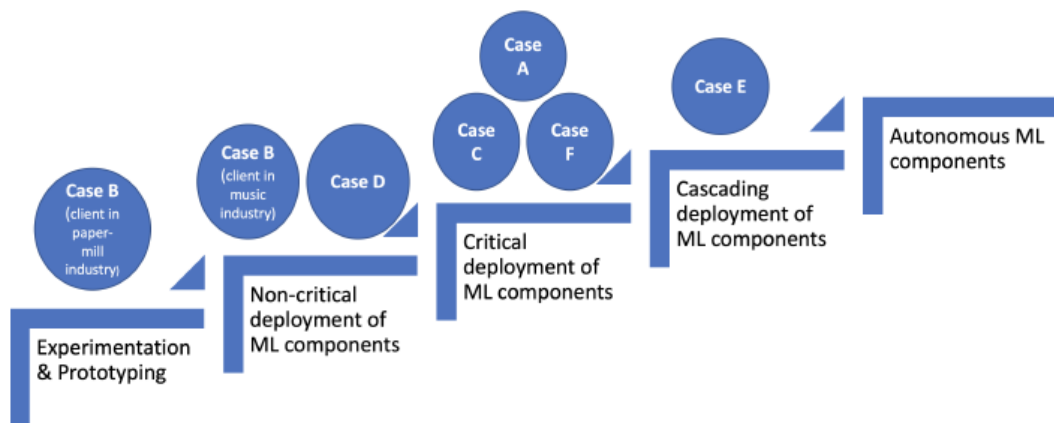 Case B
(client in
paper-
mill
industry)
Experimentation
& Prototyping
Case B
(client in
music
industry)
Case D
Non-critical
deployment of
ML components
Case
A
Case
C
Case
F
Critical
deployment of
ML components
Case E
Cascading
deployment of
ML components
Autonomous ML
components